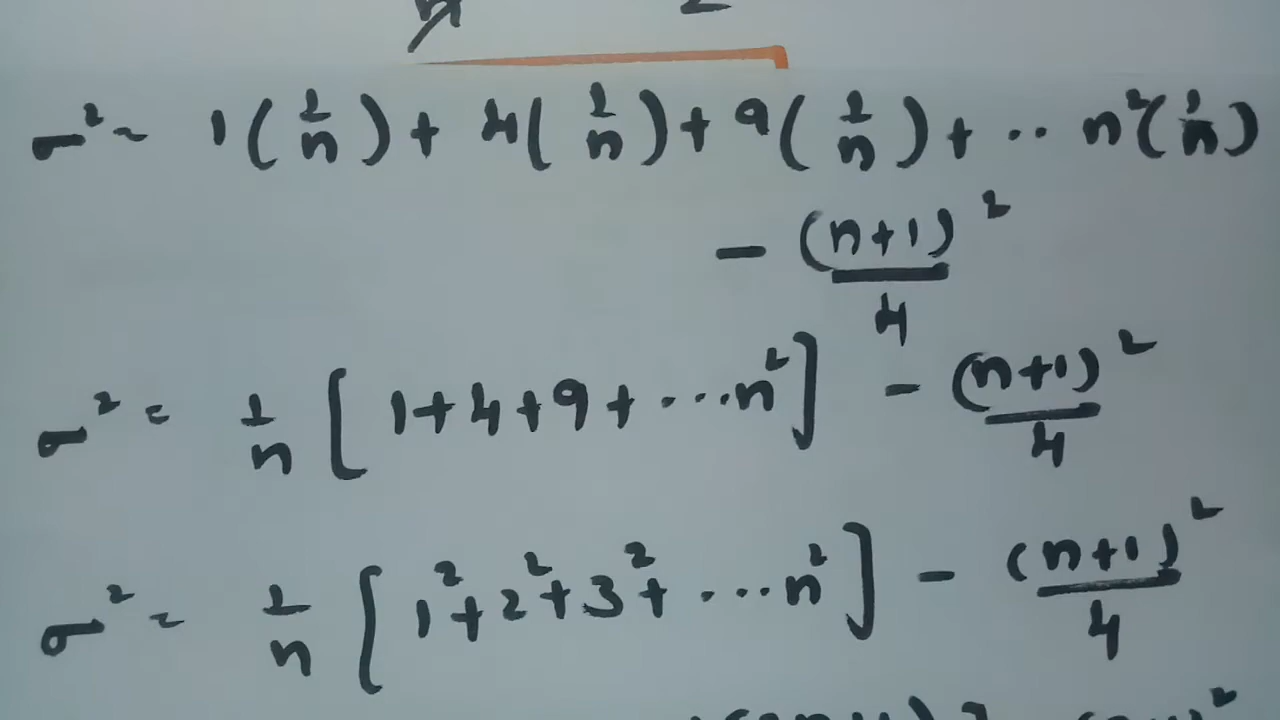 σ² = 1(1/n) + 4(1/n) + 9(1/n) + .. n²(1/n)
- (n+1)²/4
σ² = 1/n [1+4+9+...n²] - (n+1)²/4
σ² = 1/n [1²+2²+3²+...n²] - (n+1)²/4